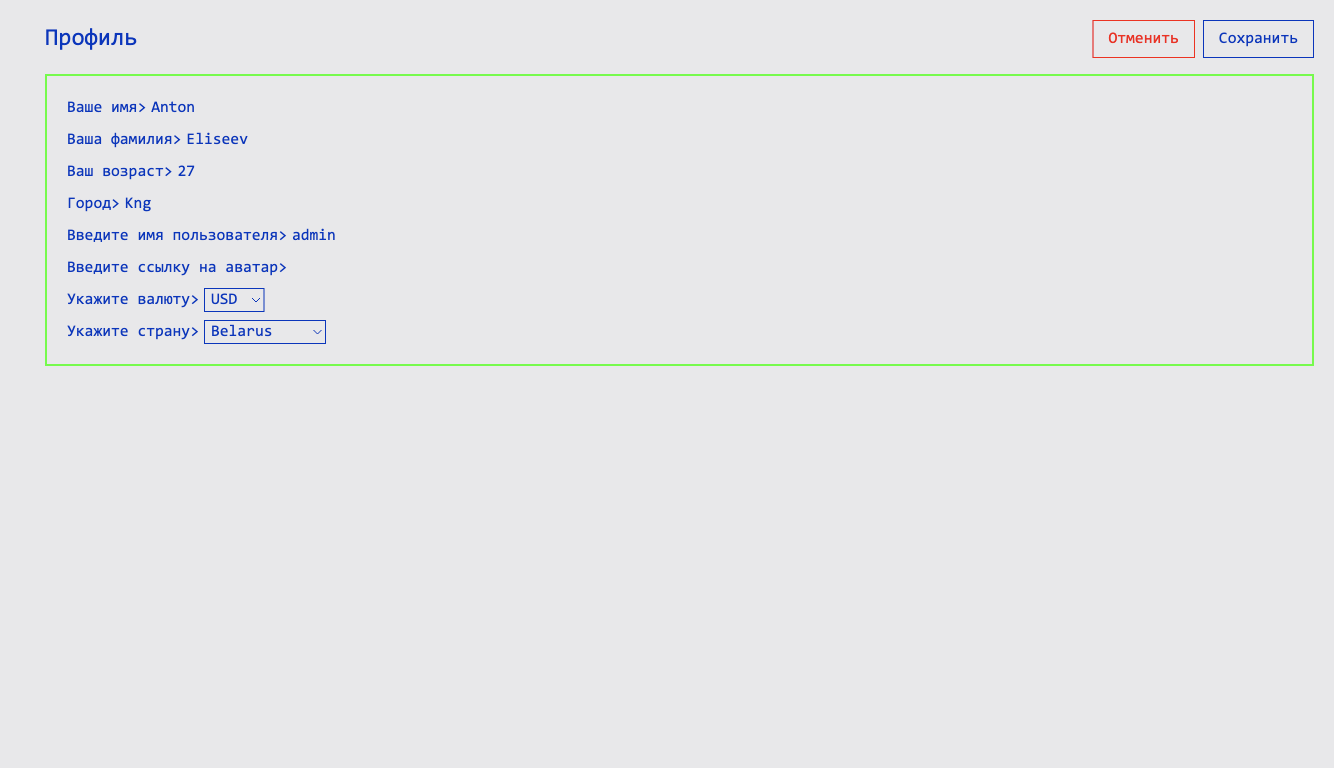 Профиль
Отменить
Сохранить
Ваше имя> Anton
Ваша фамилия> Eliseev
Ваш возраст> 27
Город> Kng
Введите имя пользователя> admin
Введите ссылку на аватар>
Укажите валюту> USD
Укажите страну> Belarus